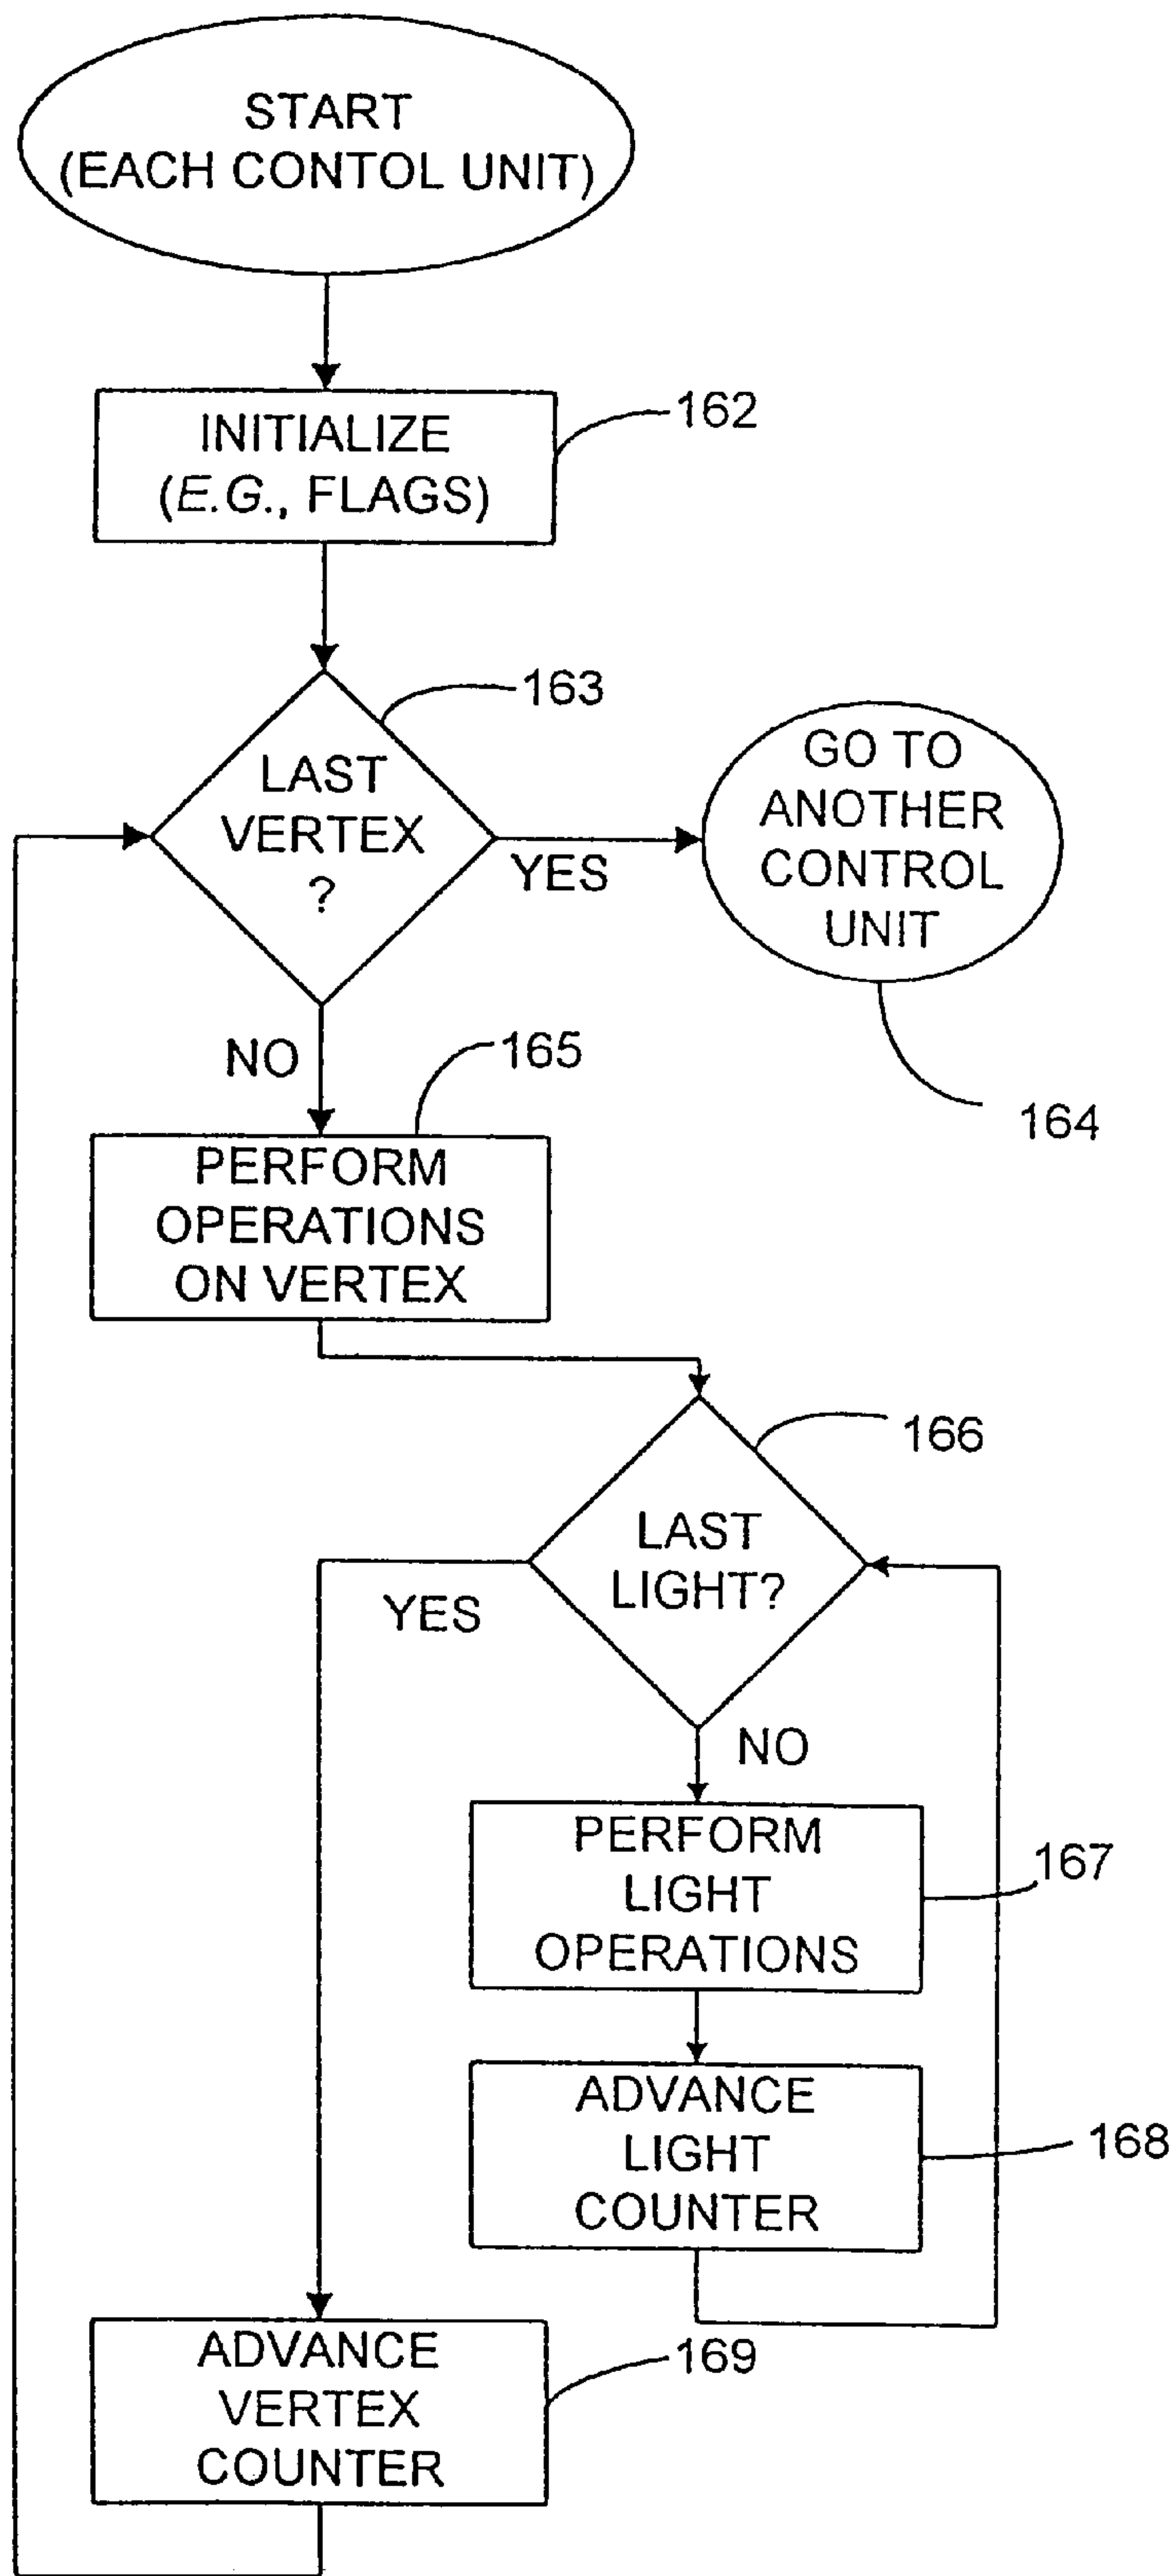 START
(EACH CONTOL UNIT)
INITIALIZE
(E.G., FLAGS)
162
163
LAST
VERTEX
?
YES
GO TO
ANOTHER
CONTROL
UNIT
164
NO
165
PERFORM
OPERATIONS
ON VERTEX
166
LAST
LIGHT?
YES
NO
PERFORM
LIGHT
OPERATIONS
167
ADVANCE
LIGHT
COUNTER
168
ADVANCE
VERTEX
COUNTER
169